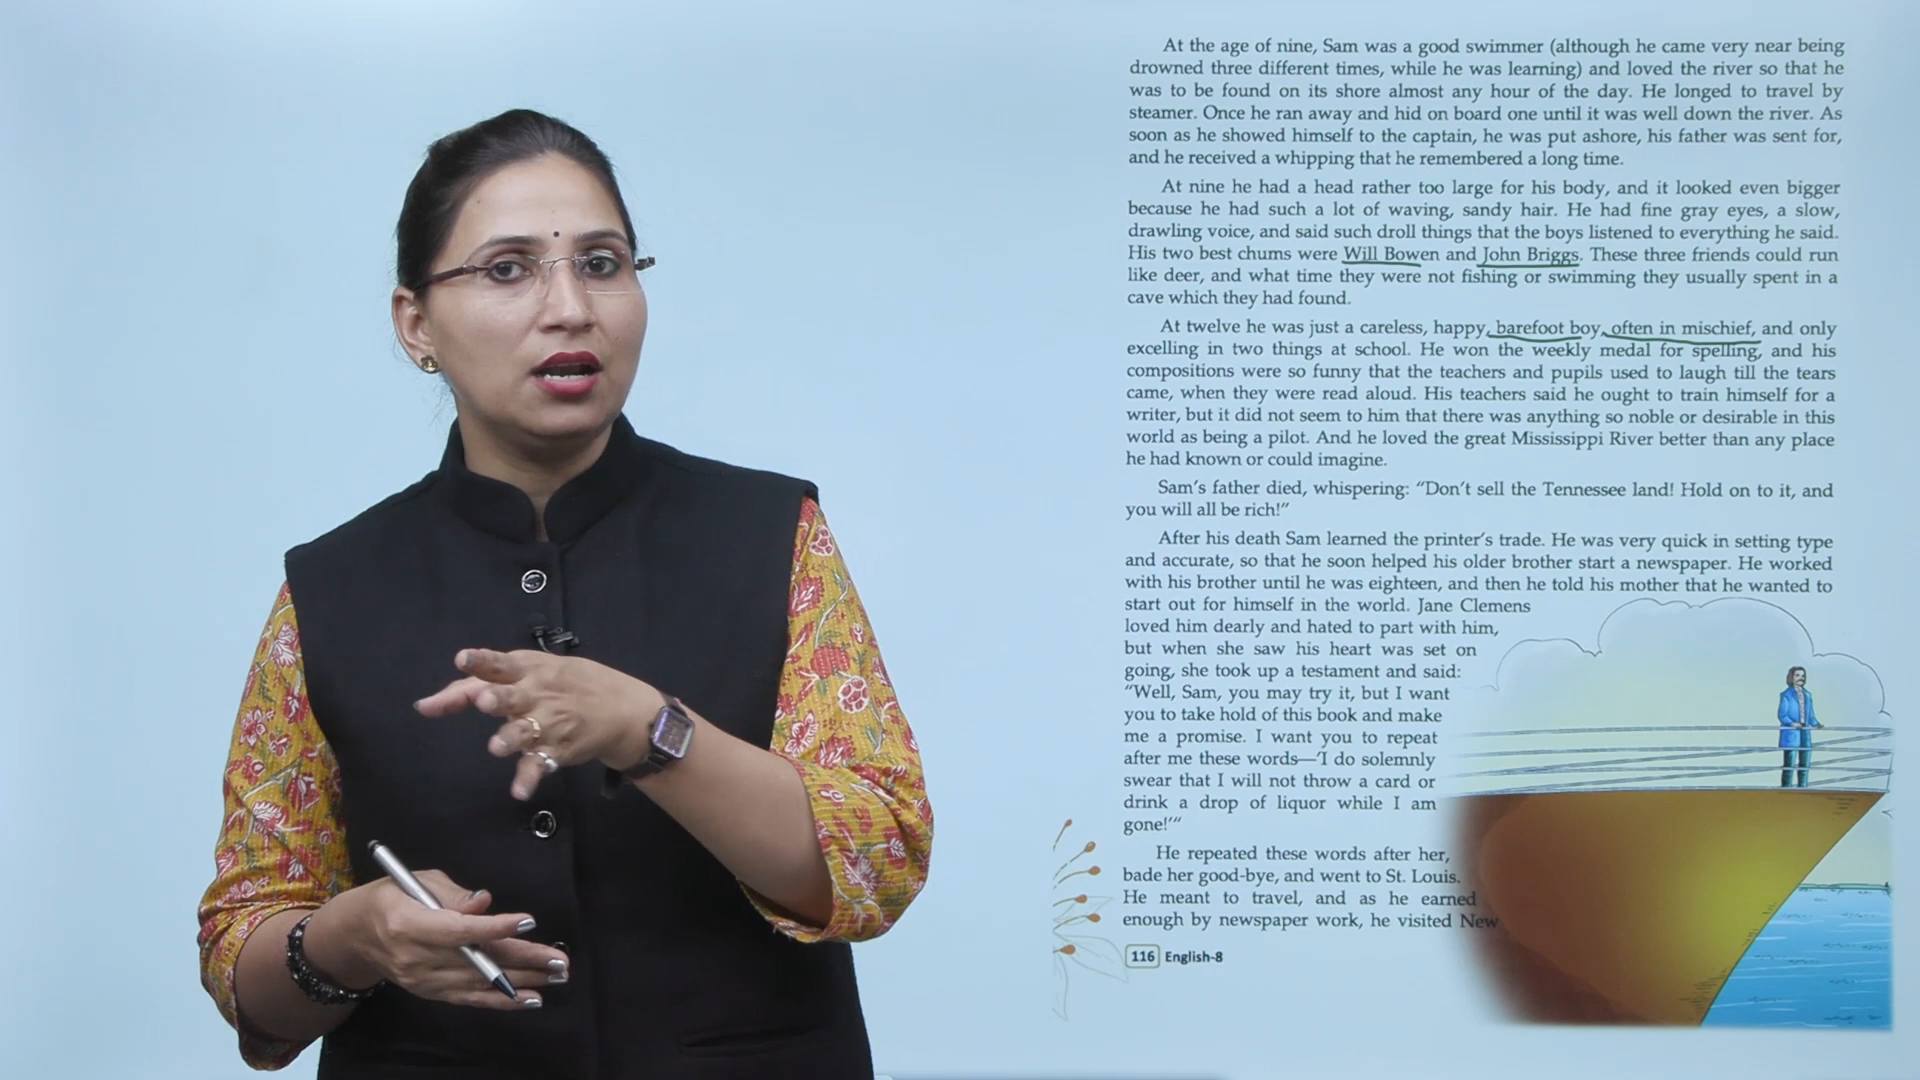 At the age of nine, Sam was a good swimmer (although he came very near being
drowned three different times, while he was learning) and loved the river so that he
was to be found on its shore almost any hour of the day. He longed to travel by
steamer. Once he ran away and hid on board one until it was well down the river. As
soon as he showed himself to the captain, he was put ashore, his father was sent for,
and he received a whipping that he remembered a long time.
At nine he had a head rather too large for his body, and it looked even bigger
because he had such a lot of waving, sandy hair. He had fine gray eyes, a slow,
drawling voice, and said such droll things that the boys listened to everything he said.
His two best chums were Will Bowen and John Briggs. These three friends could run
like deer, and what time they were not fishing or swimming they usually spent in a
cave which they had found.
At twelve he was just a careless, happy, barefoot boy, often in mischief, and only
excelling in two things at school. He won the weekly medal for spelling, and his
compositions were so funny that the teachers and pupils used to laugh till the tears
came, when they were read aloud. His teachers said he ought to train himself for a
writer, but it did not seem to him that there was anything so noble or desirable in this
world as being a pilot. And he loved the great Mississippi River better than any place
he had known or could imagine.
Sam's father died, whispering: “Don't sell the Tennessee land! Hold on to it, and
you will all be rich!”
After his death Sam learned the printer's trade. He was very quick in setting type
and accurate, so that he soon helped his older brother start a newspaper. He worked
with his brother until he was eighteen, and then he told his mother that he wanted to
start out for himself in the world. Jane Clemens
loved him dearly and hated to part with him,
but when she saw his heart was set on
going, she took up a testament and said:
“Well, Sam, you may try it, but I want
you to take hold of this book and make
me a promise. I want you to repeat
after me these words—‘I do solemnly
swear that I will not throw a card or
drink a drop of liquor while I am
gone!’”
He repeated these words after her,
bade her good-bye, and went to St. Louis.
He meant to travel, and as he earned
enough by newspaper work, he visited New
116 English-8